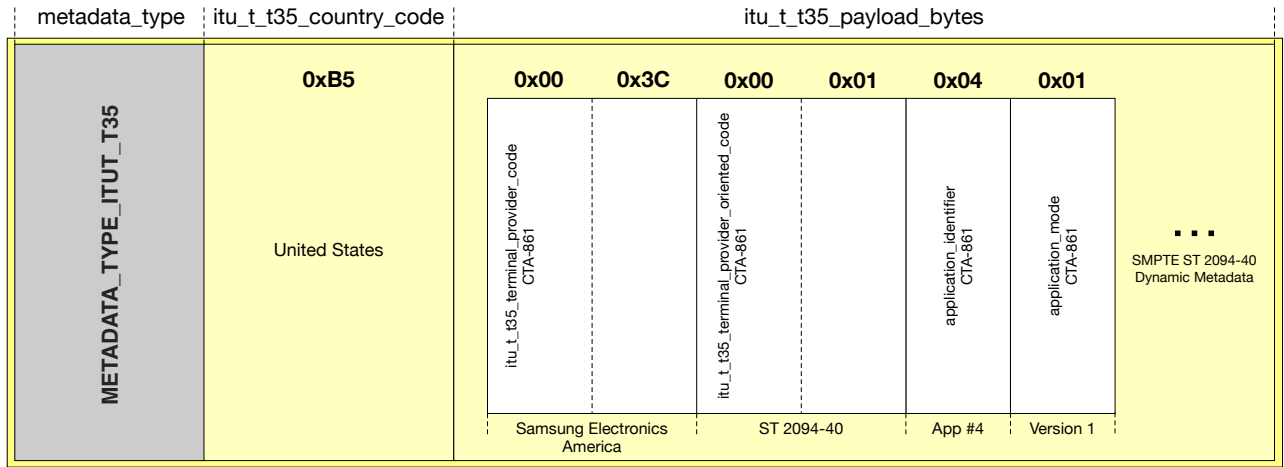 metadata_type
itu_t_t35_country_code
itu_t_t35_payload_bytes
METADATA_TYPE_ITUT_T35
0xB5
United States
0x00
0x3C
0x00
0x01
0x04
0x01
itu_t_t35_terminal_provider_code
CTA-861
itu_t_t35_terminal_provider_oriented_code
CTA-861
application_identifier
CTA-861
application_mode
CTA-861
...
SMPTE ST 2094-40
Dynamic Metadata
Samsung Electronics
America
ST 2094-40
App #4
Version 1